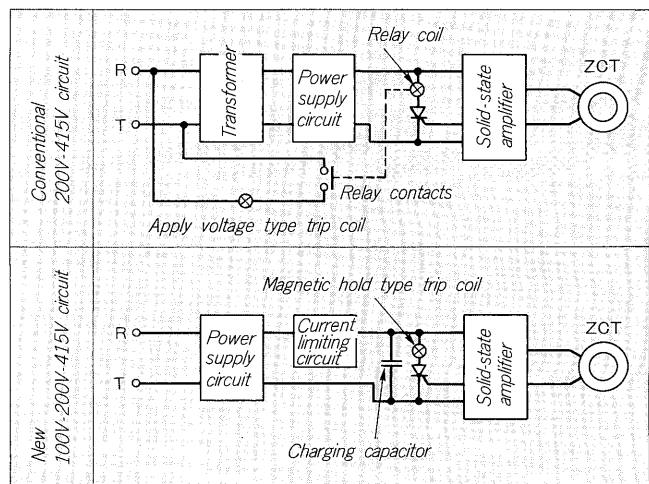 Conventional
200V-415V circuit
R
T
Transformer
Power
supply
circuit
Relay coil
Solid-state
amplifier
ZCT
Relay contacts
Apply voltage type trip coil
New
100V-200V-415V circuit
Magnetic hold type trip coil
R
T
Power
supply
circuit
Current
limiting
circuit
Solid-state
amplifier
ZCT
Charging capacitor